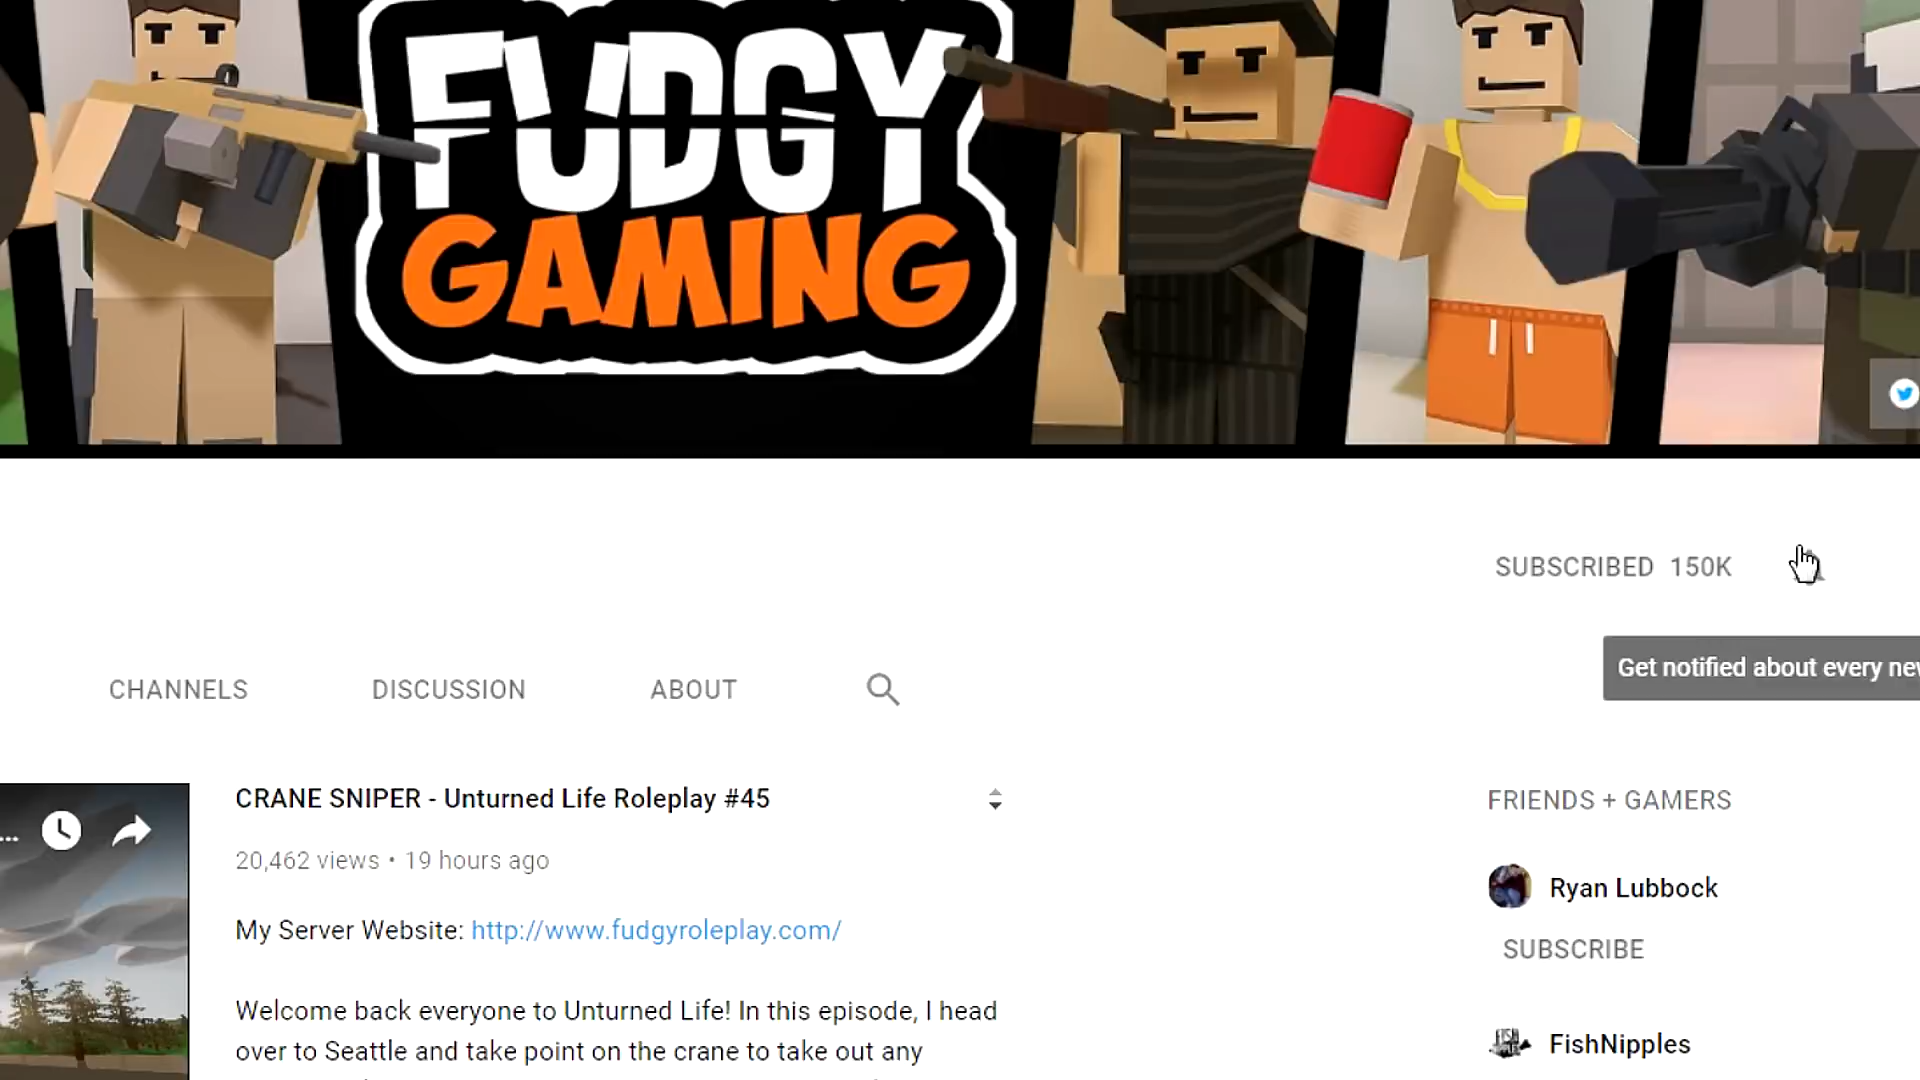 FUDGY
GAMING
SUBSCRIBED 150K
Get notified about every new
CHANNELS
DISCUSSION
ABOUT
CRANE SNIPER - Unturned Life Roleplay #45
20,462 views • 19 hours ago
My Server Website: http://www.fudgyroleplay.com/
Welcome back everyone to Unturned Life! In this episode, I head
over to Seattle and take point on the crane to take out any
FRIENDS + GAMERS
Ryan Lubbock
SUBSCRIBE
FishNipples